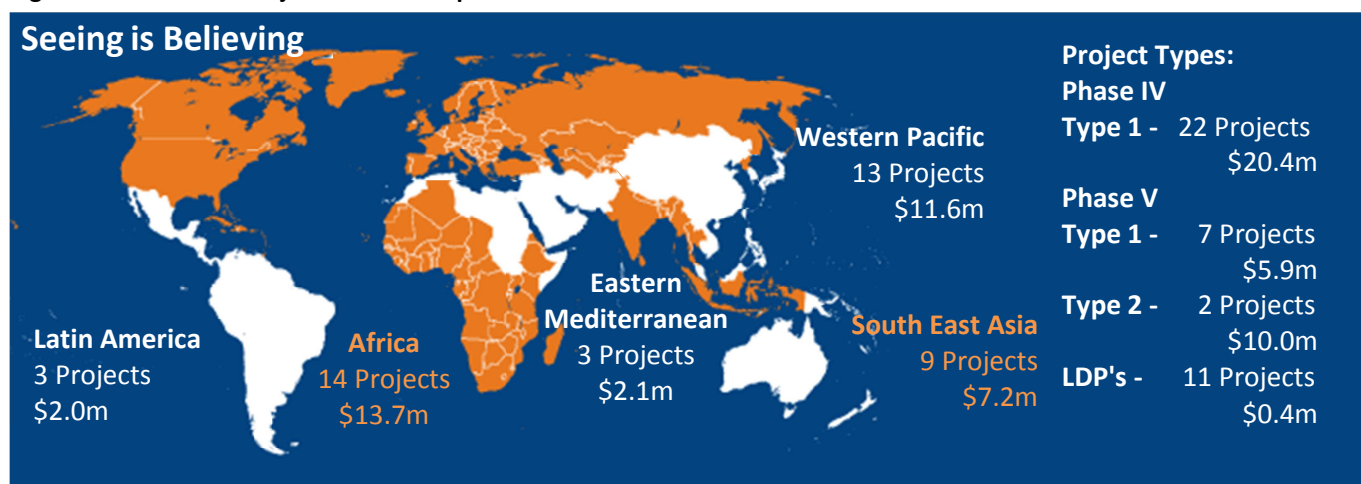 Seeing is Believing
Western Pacific
13 Projects
$11.6m
Eastern
Mediterranean
3 Projects
$2.1m
Latin America
3 Projects
$2.0m
Africa
14 Projects
$13.7m
South East Asia
9 Projects
$7.2m
Project Types:
Phase IV
Type 1 - 22 Projects
$20.4m
Phase V
Type 1 - 7 Projects
$5.9m
Type 2 - 2 Projects
$10.0m
LDP's - 11 Projects
$0.4m